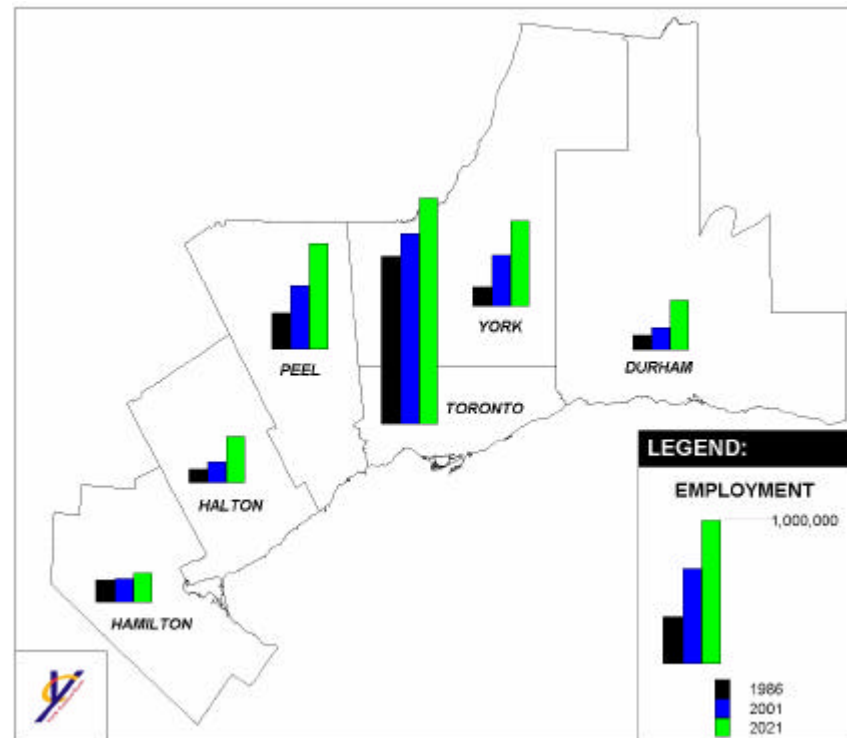 YORK
PEEL
DURHAM
TORONTO
HALTON
HAMILTON
LEGEND:
EMPLOYMENT
1,000,000
1986
2001
2021